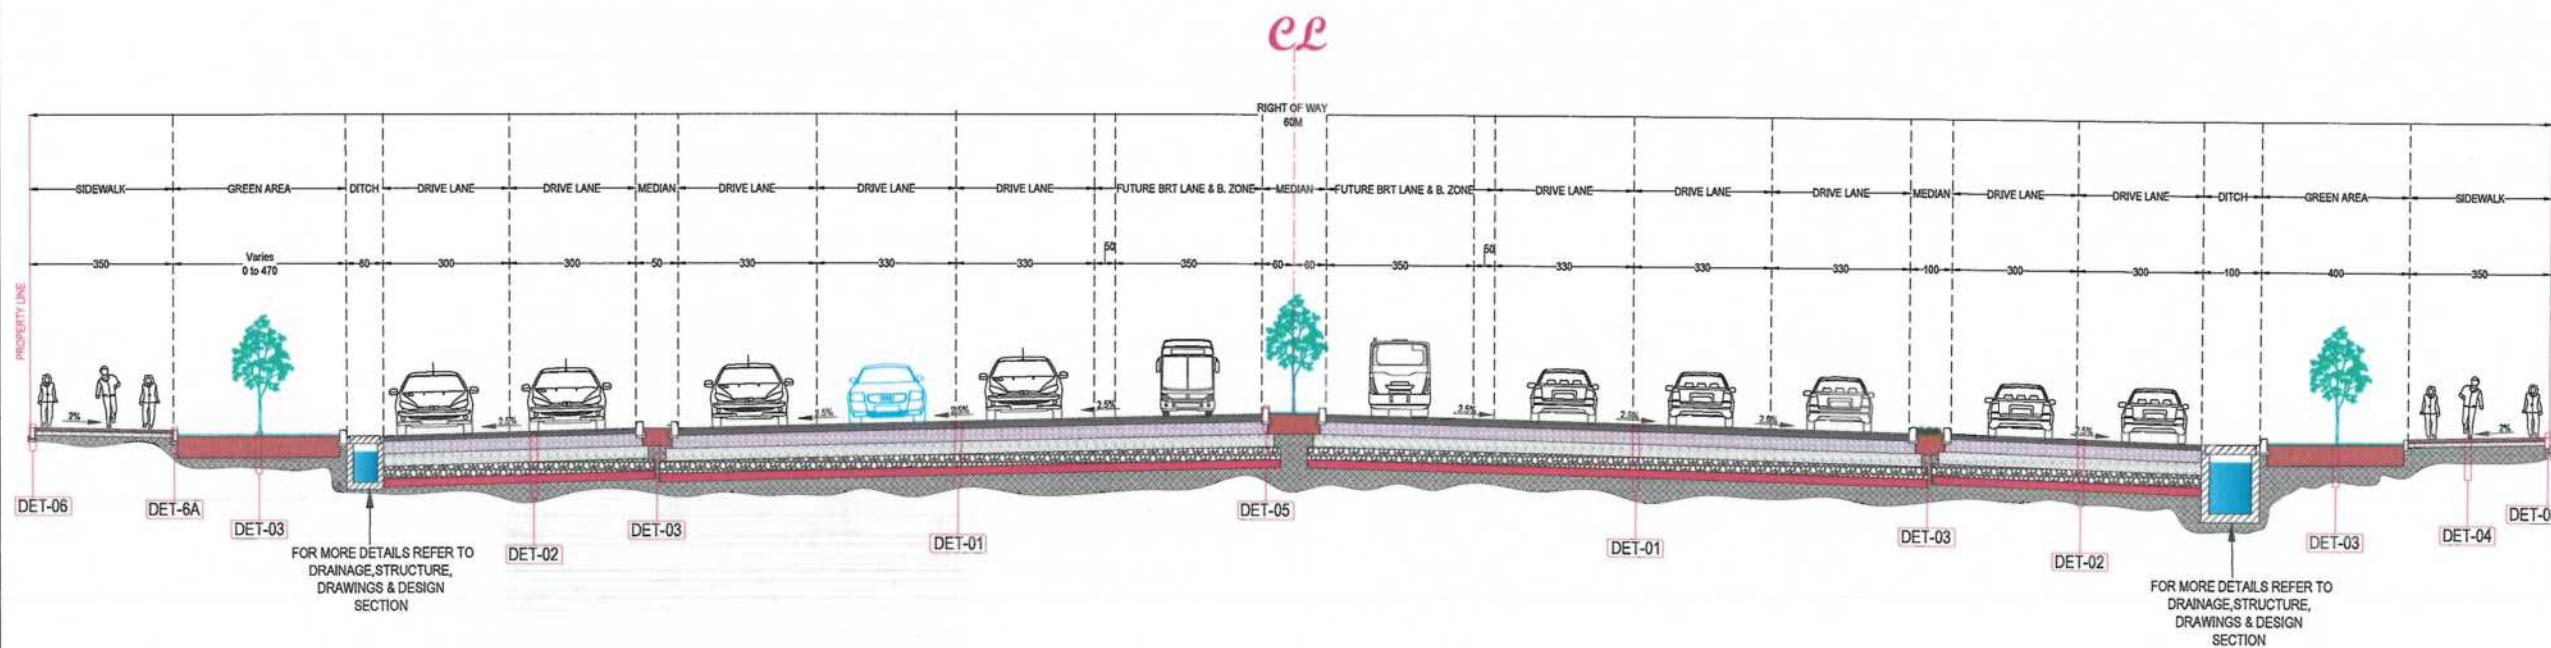 CL
RIGHT OF WAY
60M
SIDEWALK GREEN AREA DITCH DRIVE LANE DRIVE LANE MEDIAN DRIVE LANE DRIVE LANE DRIVE LANE FUTURE BRT LANE & B. ZONE MEDIAN FUTURE BRT LANE & B. ZONE DRIVE LANE DRIVE LANE DRIVE LANE MEDIAN DRIVE LANE DRIVE LANE DITCH GREEN AREA SIDEWALK
350 Varies 80 300 300 50 330 330 330 50 350 60 60 350 50 330 330 330 100 300 300 100 400 350
0 to 470
PROPERTY LINE
2% 2.5% 2.5% 2.5% 2.5% 2.5% 2.5% 2.5% 2.5% 2%
DET-06 DET-6A DET-03 DET-02 DET-03 DET-01 DET-05 DET-01 DET-03 DET-02 DET-03 DET-04 DET-0
FOR MORE DETAILS REFER TO
DRAINAGE,STRUCTURE,
DRAWINGS & DESIGN
SECTION
FOR MORE DETAILS REFER TO
DRAINAGE,STRUCTURE,
DRAWINGS & DESIGN
SECTION